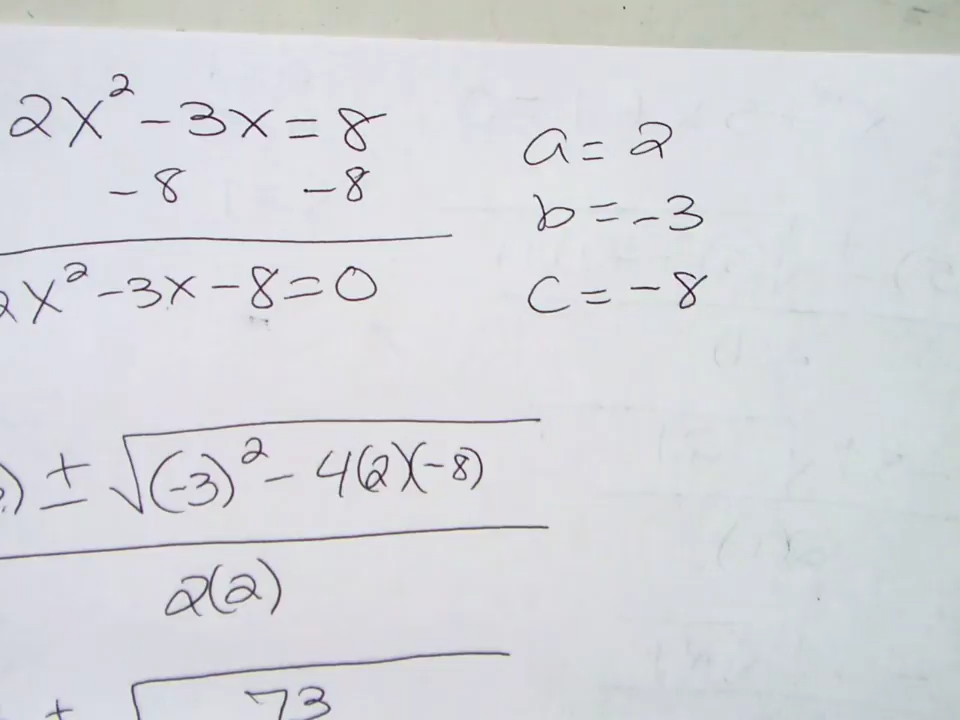 2x² - 3x = 8
a = 2
- 8 - 8
b = -3
2x² - 3x - 8 = 0
c = -8
) ± √(-3)² - 4(2)(-8)
2(2)
± √73